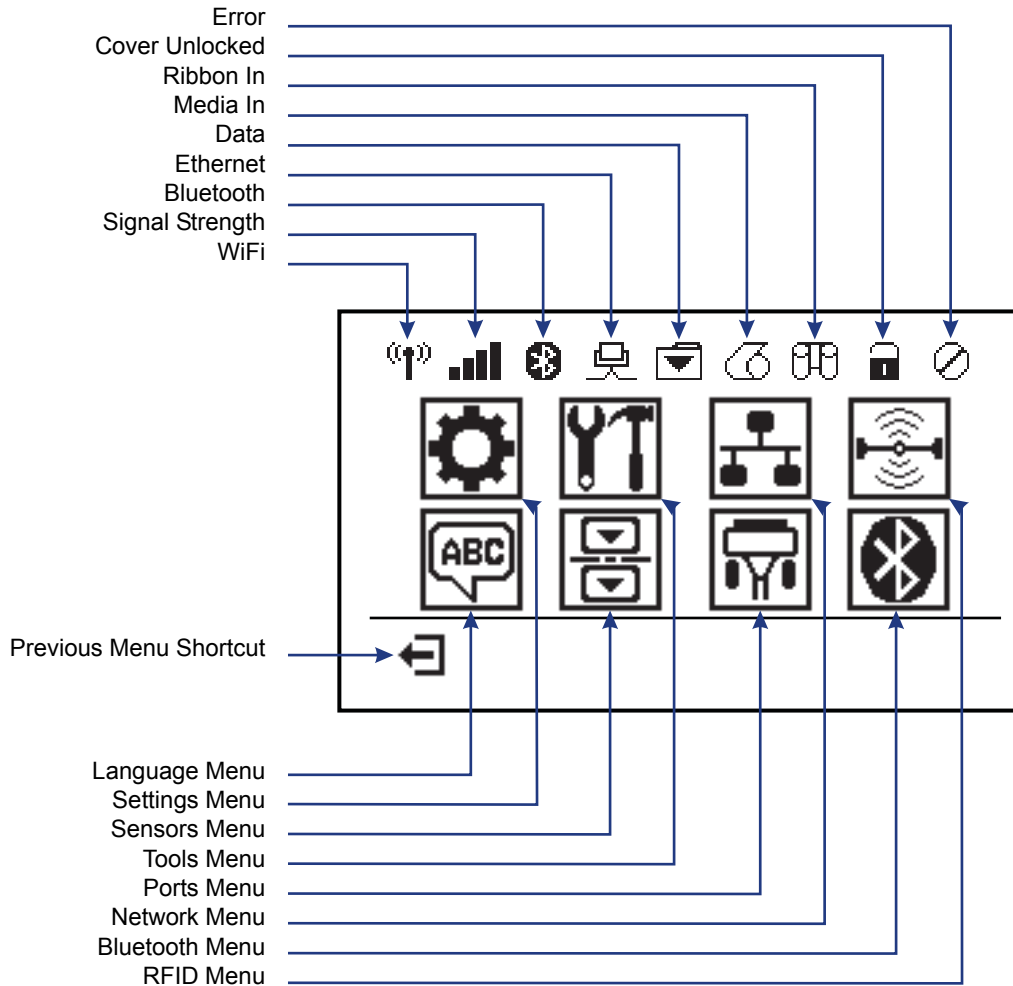 Error
Cover Unlocked
Ribbon In
Media In
Data
Ethernet
Bluetooth
Signal Strength
WiFi
ABC
Previous Menu Shortcut
Language Menu
Settings Menu
Sensors Menu
Tools Menu
Ports Menu
Network Menu
Bluetooth Menu
RFID Menu